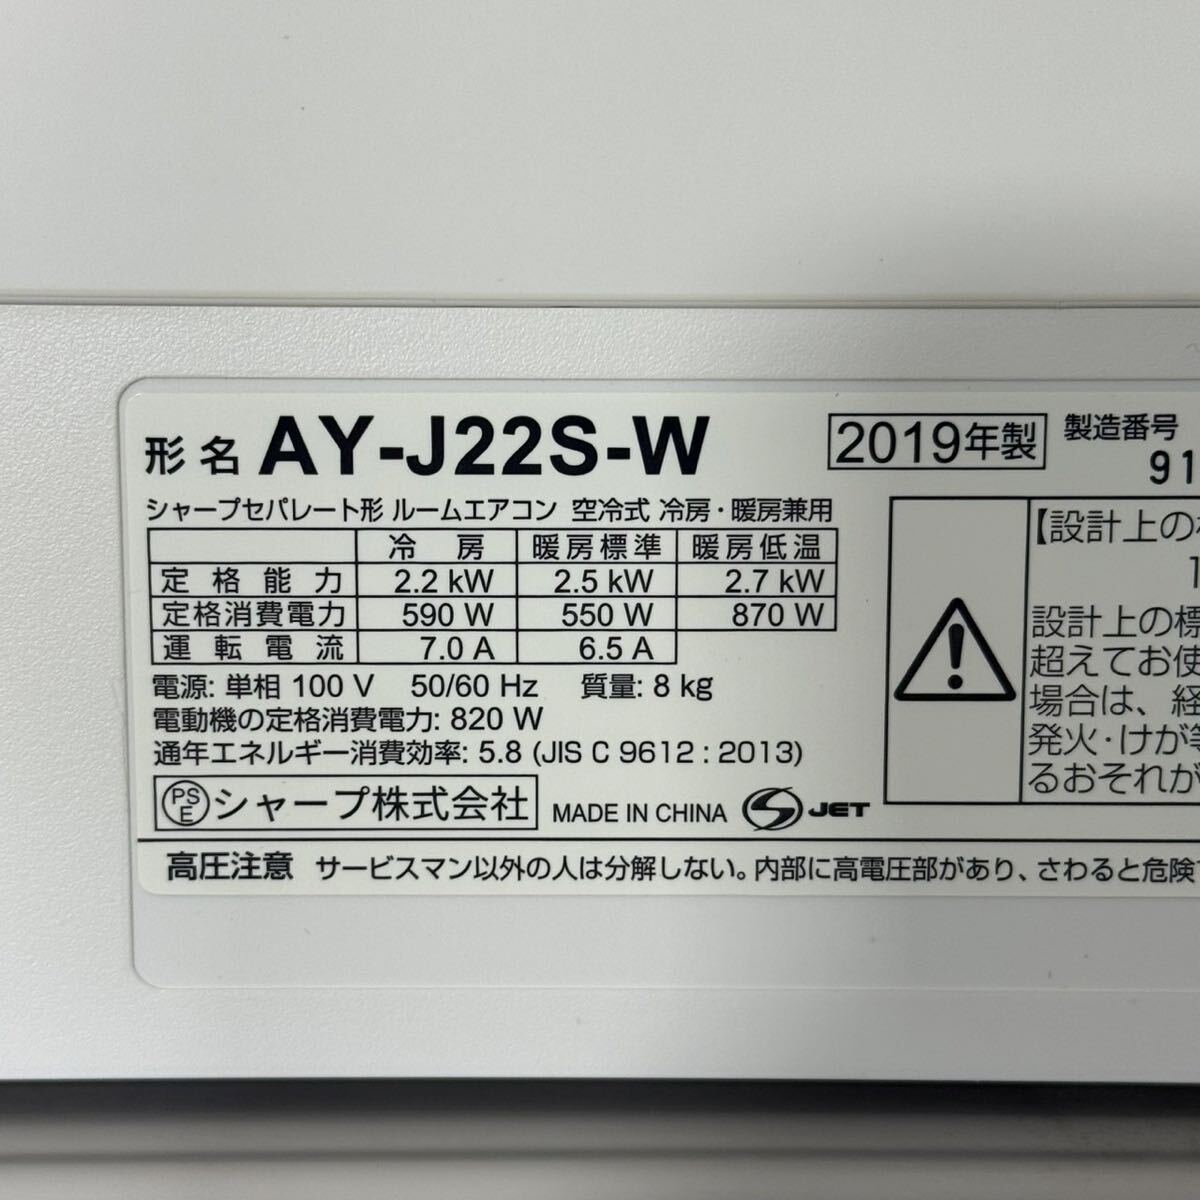 形名 AY-J22S-W 2019年製 製造番号
91
シャープセパレート形 ルームエアコン 空冷式 冷房・暖房兼用
冷房 暖房標準 暖房低温
定格能力 2.2 kW 2.5 kW 2.7 kW
定格消費電力 590 W 550 W 870 W
運転電流 7.0 A 6.5 A
電源: 単相 100 V 50/60 Hz 質量: 8 kg
電動機の定格消費電力: 820 W
通年エネルギー消費効率: 5.8 (JIS C 9612 : 2013)
PSE シャープ株式会社 MADE IN CHINA S JET
【設計上の
設計上の標
超えてお使
場合は、経
発火・けが等
るおそれが
高圧注意 サービスマン以外の人は分解しない。内部に高電圧部があり、さわると危険